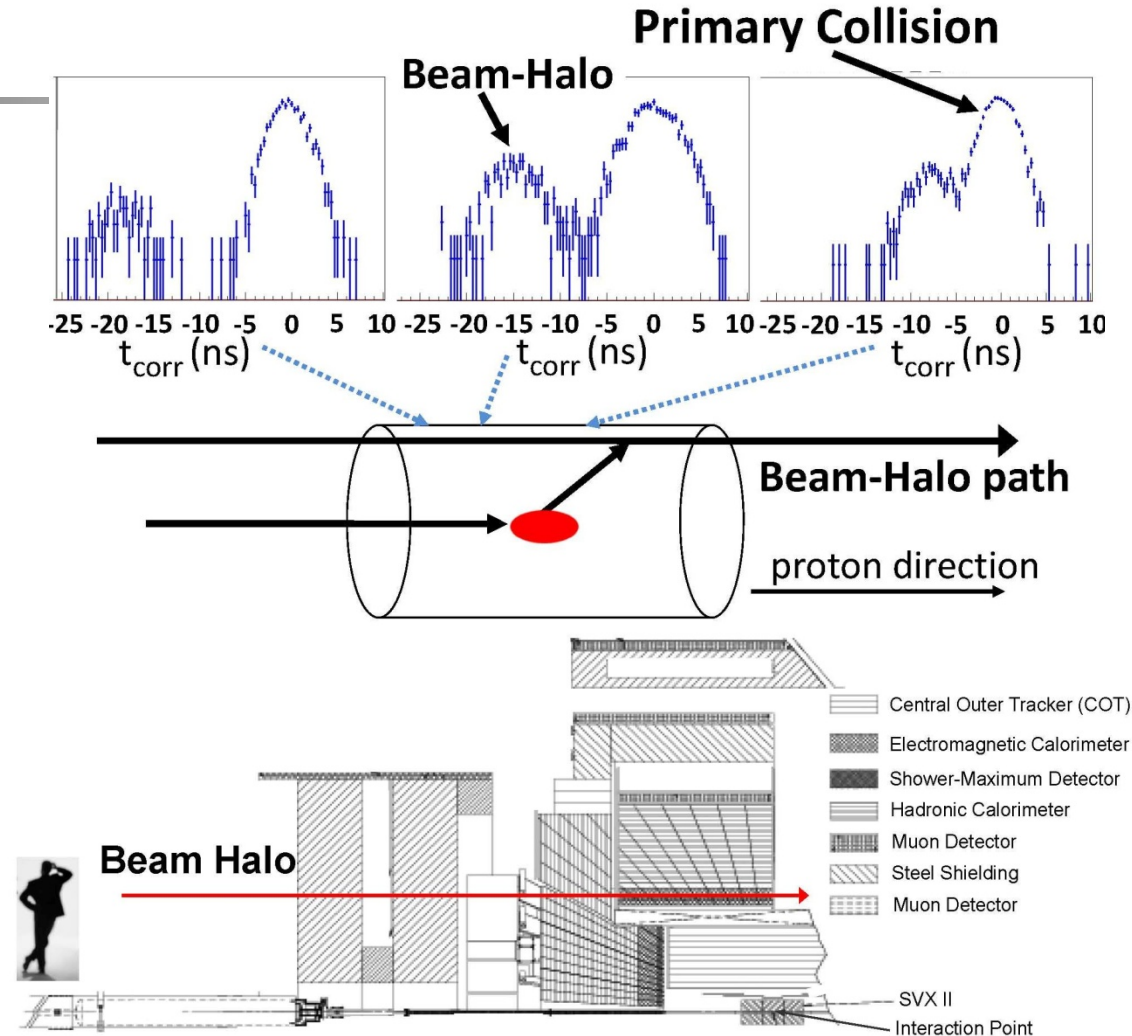 Primary Collision
Beam-Halo
-25 -20 -15 -10 -5 0 5 10
-25 -20 -15 -10 -5 0 5 10
-25 -20 -15 -10 -5 0 5 10
t_corr (ns)
t_corr (ns)
t_corr (ns)
Beam-Halo path
proton direction
Central Outer Tracker (COT)
Electromagnetic Calorimeter
Shower-Maximum Detector
Hadronic Calorimeter
Muon Detector
Steel Shielding
Muon Detector
Beam Halo
SVX II
Interaction Point